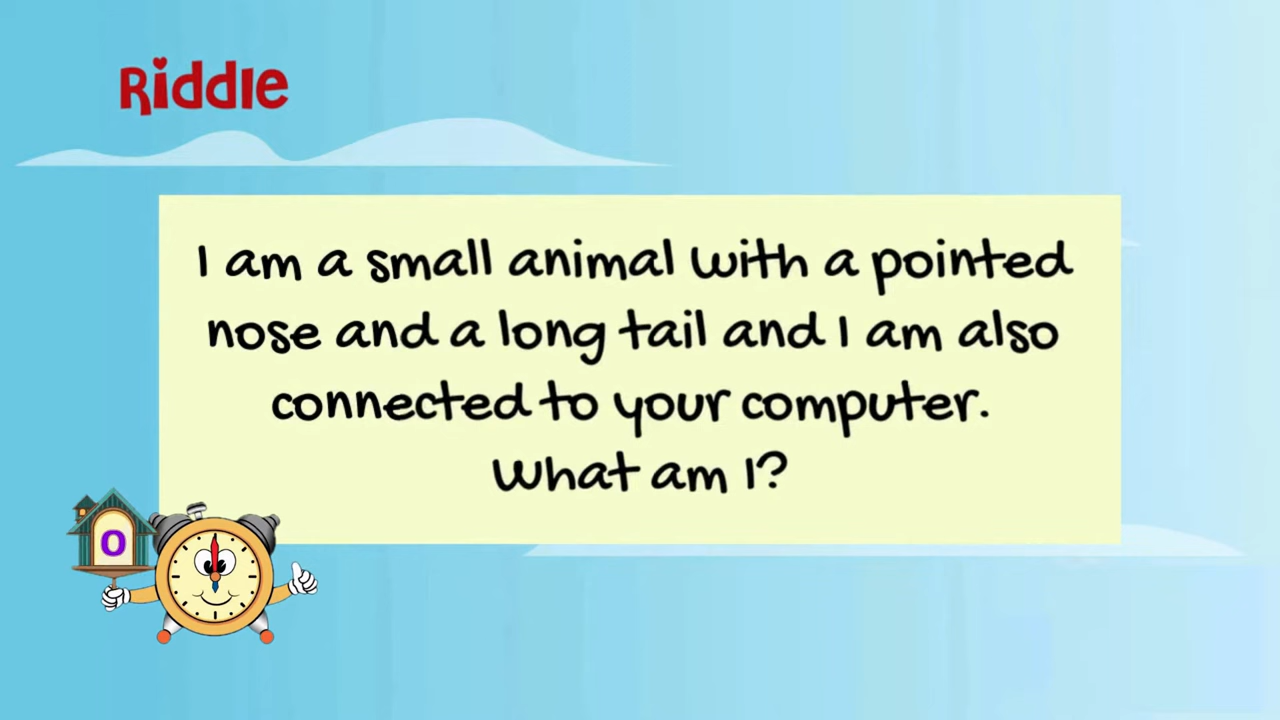 Riddle
I am a small animal with a pointed
nose and a long tail and I am also
connected to your computer.
What am I?
0